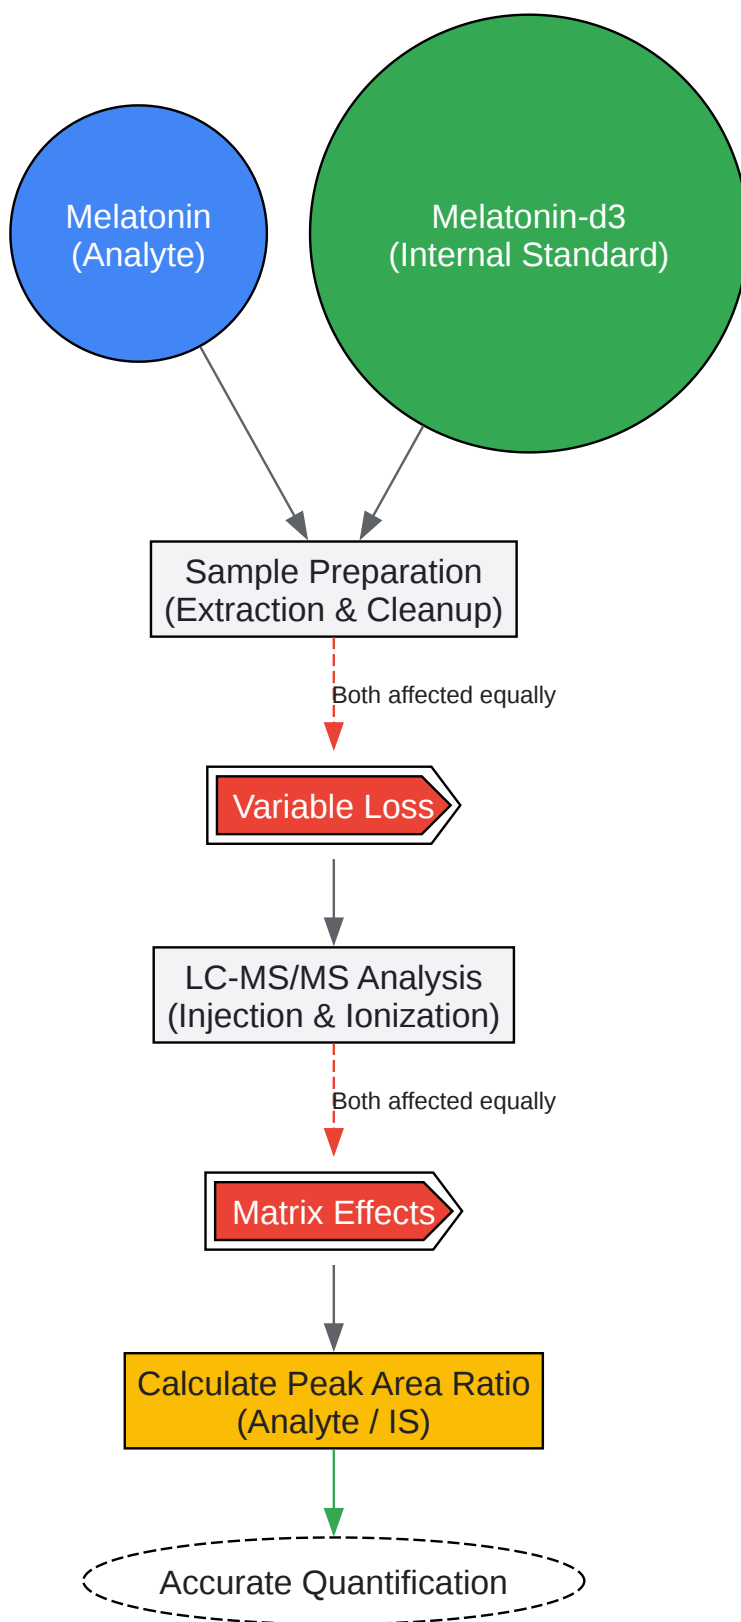 Melatonin
(Analyte)
Melatonin-d3
(Internal Standard)
Sample Preparation
(Extraction & Cleanup)
Both affected equally
Variable Loss
LC-MS/MS Analysis
(Injection & Ionization)
Both affected equally
Matrix Effects
Calculate Peak Area Ratio
(Analyte / IS)
Accurate Quantification